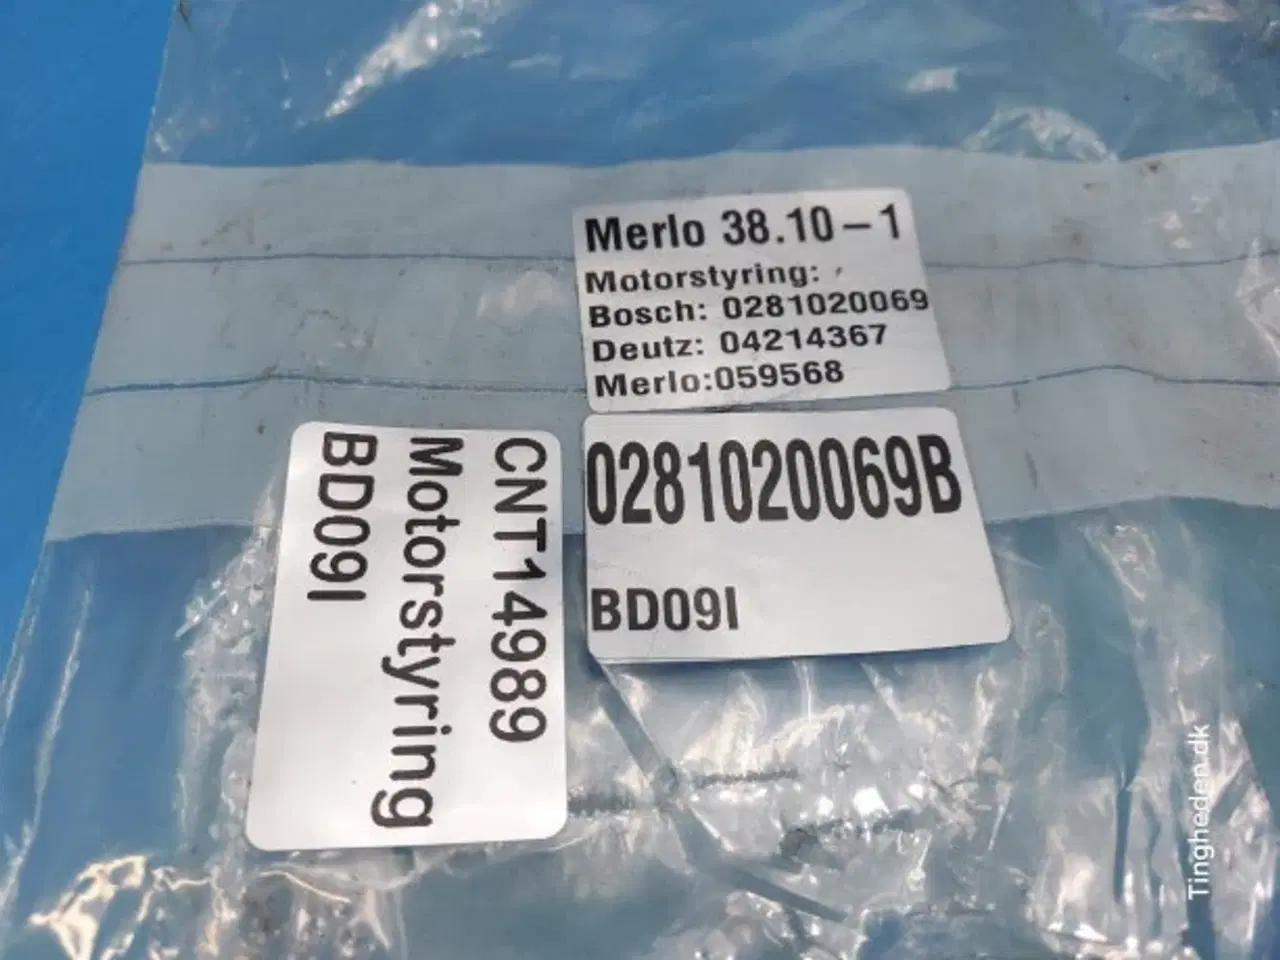 Merlo 38.10-1
Motorstyring:
Bosch: 0281020069
Deutz: 04214367
Merlo:059568
0281020069B
BD09I
CNT14989
Motorstyring
BD09I
Tingheden.dk